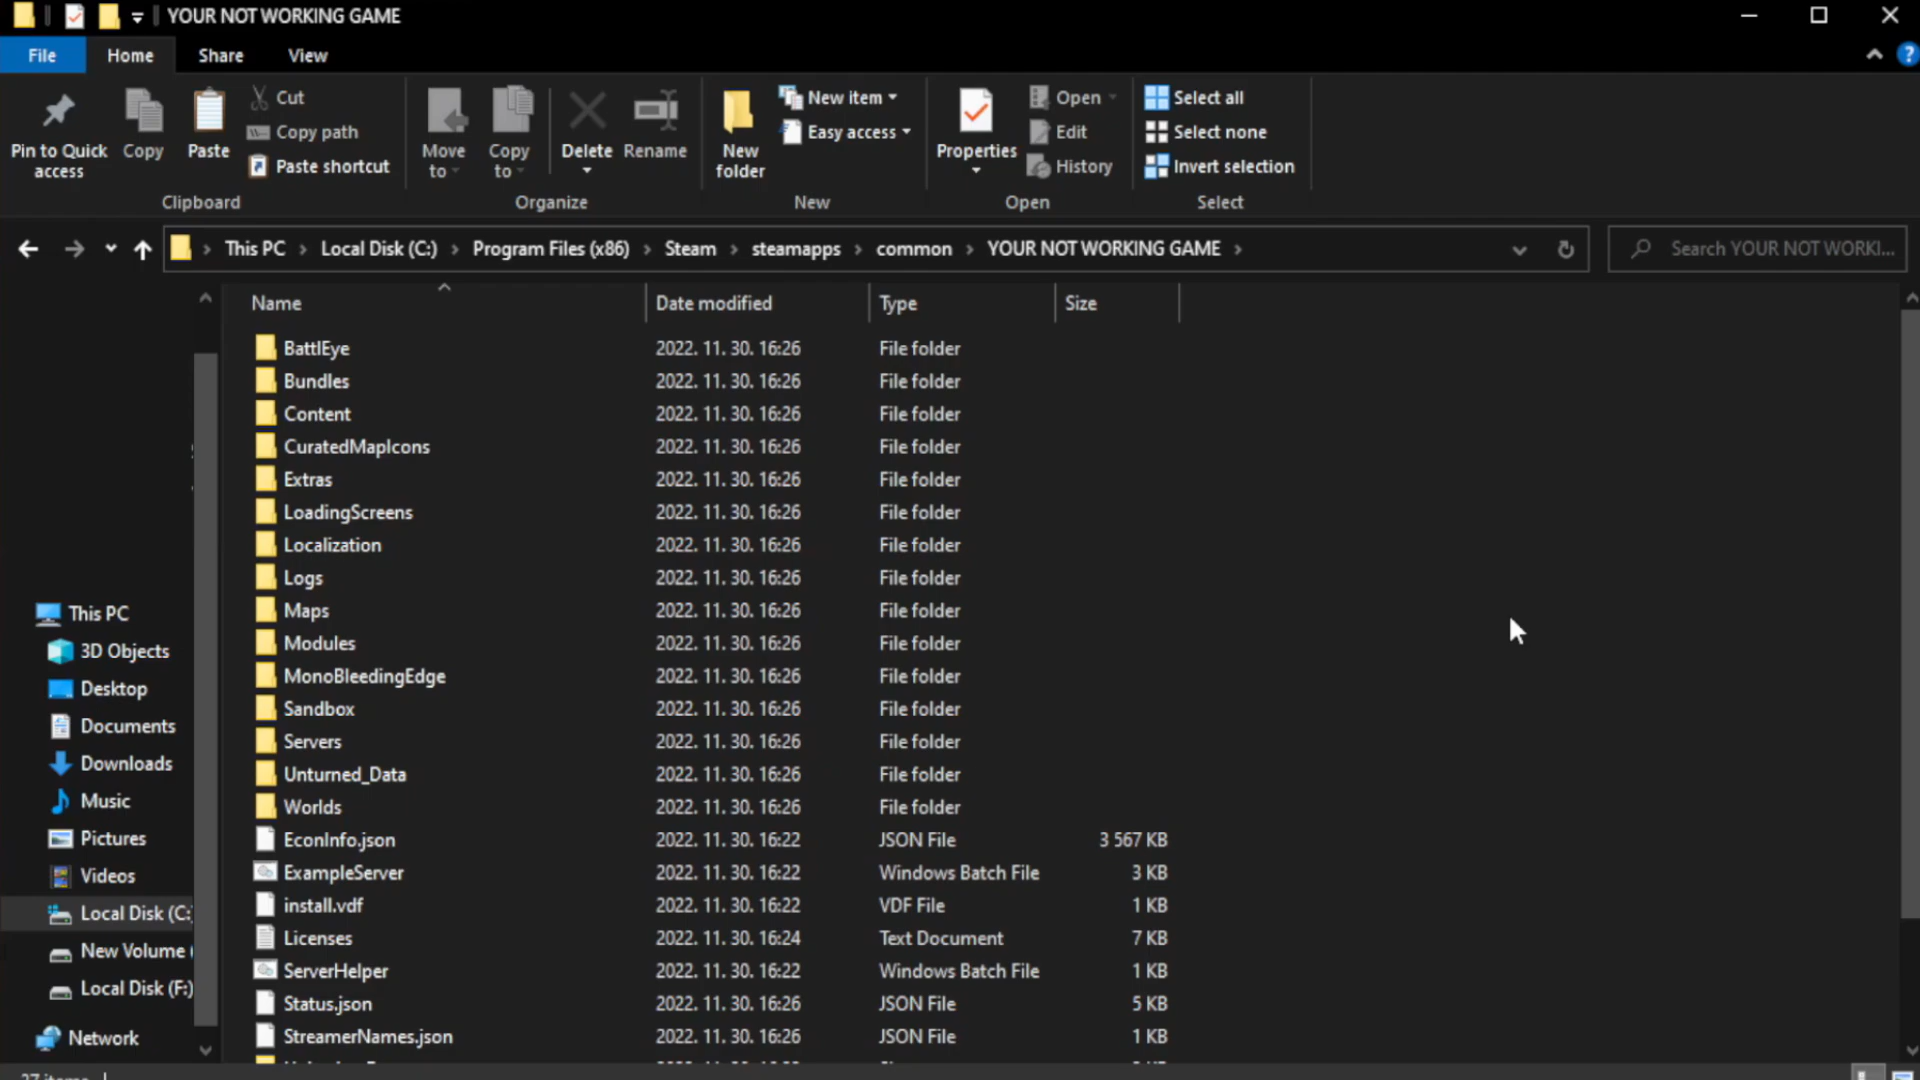 YOUR NOT WORKING GAME
File Home Share View
Pin to Quick access
Copy
Paste
Cut
Copy path
Paste shortcut
Clipboard
Move to
Copy to
Delete
Rename
Organize
New folder
New item
Easy access
New
Properties
Open
Edit
History
Open
Select all
Select none
Invert selection
Select
This PC Local Disk (C:) Program Files (x86) Steam steamapps common YOUR NOT WORKING GAME
Search YOUR NOT WORKI...
Name Date modified Type Size
BattlEye 2022. 11. 30. 16:26 File folder
Bundles 2022. 11. 30. 16:26 File folder
Content 2022. 11. 30. 16:26 File folder
CuratedMapIcons 2022. 11. 30. 16:26 File folder
Extras 2022. 11. 30. 16:26 File folder
LoadingScreens 2022. 11. 30. 16:26 File folder
Localization 2022. 11. 30. 16:26 File folder
Logs 2022. 11. 30. 16:26 File folder
Maps 2022. 11. 30. 16:26 File folder
Modules 2022. 11. 30. 16:26 File folder
MonoBleedingEdge 2022. 11. 30. 16:26 File folder
Sandbox 2022. 11. 30. 16:26 File folder
Servers 2022. 11. 30. 16:26 File folder
Unturned_Data 2022. 11. 30. 16:26 File folder
Worlds 2022. 11. 30. 16:26 File folder
EconInfo.json 2022. 11. 30. 16:22 JSON File 3 567 KB
ExampleServer 2022. 11. 30. 16:22 Windows Batch File 3 KB
install.vdf 2022. 11. 30. 16:22 VDF File 1 KB
Licenses 2022. 11. 30. 16:24 Text Document 7 KB
ServerHelper 2022. 11. 30. 16:22 Windows Batch File 1 KB
Status.json 2022. 11. 30. 16:26 JSON File 5 KB
StreamerNames.json 2022. 11. 30. 16:26 JSON File 1 KB
This PC
3D Objects
Desktop
Documents
Downloads
Music
Pictures
Videos
Local Disk (C:
New Volume (
Local Disk (F:)
Network